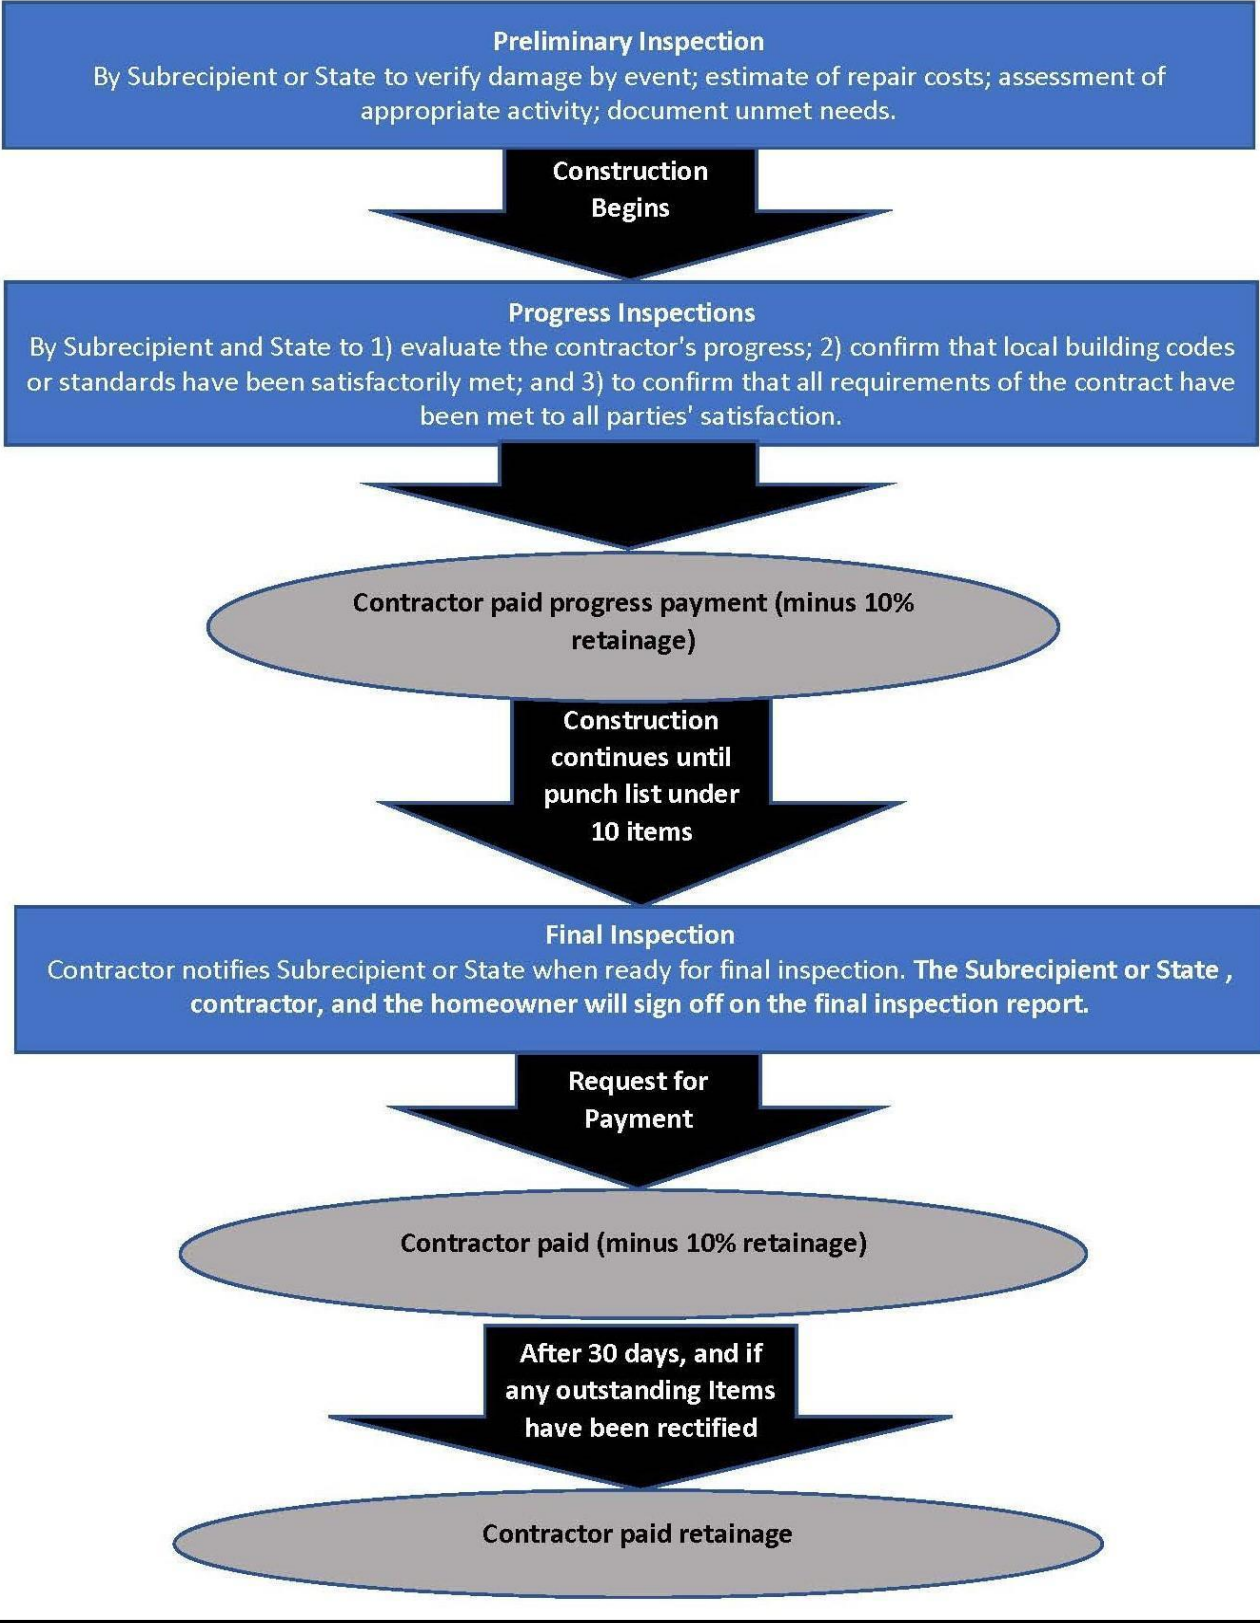 Preliminary Inspection
By Subrecipient or State to verify damage by event; estimate of repair costs; assessment of
appropriate activity; document unmet needs.
Construction
Begins
Progress Inspections
By Subrecipient and State to 1) evaluate the contractor's progress; 2) confirm that local building codes
or standards have been satisfactorily met; and 3) to confirm that all requirements of the contract have
been met to all parties' satisfaction.
Contractor paid progress payment (minus 10%
retainage)
Construction
continues until
punch list under
10 items
Final Inspection
Contractor notifies Subrecipient or State when ready for final inspection. The Subrecipient or State ,
contractor, and the homeowner will sign off on the final inspection report.
Request for
Payment
Contractor paid (minus 10% retainage)
After 30 days, and if
any outstanding Items
have been rectified
Contractor paid retainage